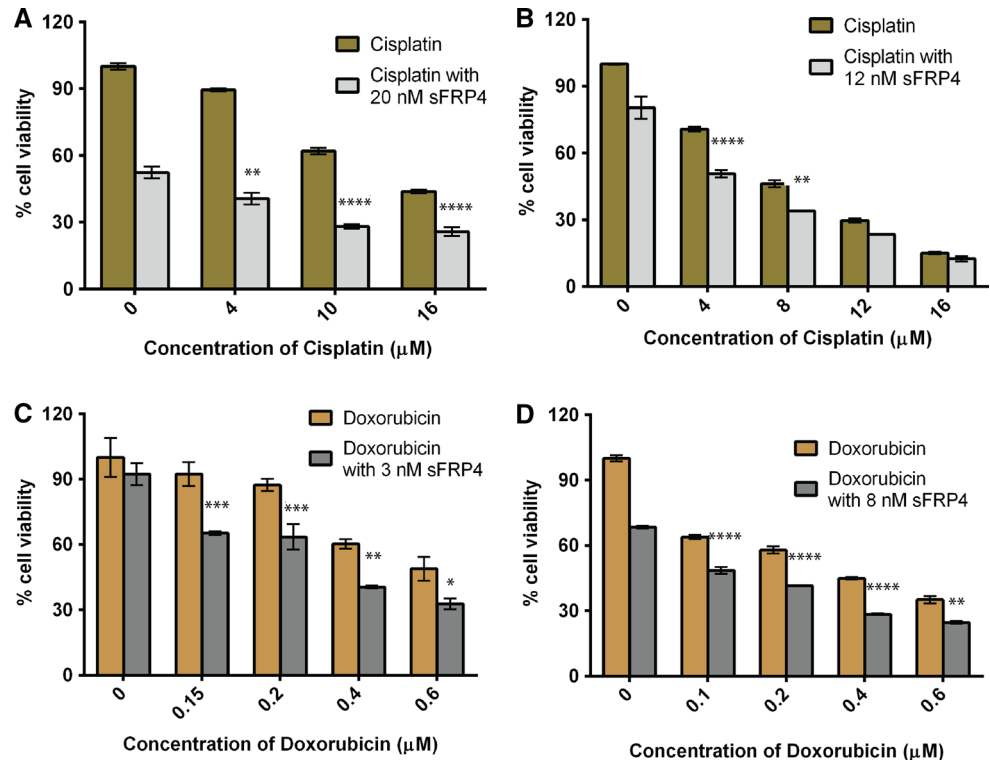 A
120
90
60
30
0
% cell viability
Cisplatin
Cisplatin with
20 nM sFRP4
**
****
****
0
4
10
16
Concentration of Cisplatin (μM)
B
120
90
60
30
0
% cell viability
Cisplatin
Cisplatin with
12 nM sFRP4
****
**
0
4
8
12
16
Concentration of Cisplatin (μM)
C
120
90
60
30
0
% cell viability
Doxorubicin
Doxorubicin
with 3 nM sFRP4
***
***
**
*
0
0.15
0.2
0.4
0.6
Concentration of Doxorubicin (μM)
D
120
90
60
30
0
% cell viability
Doxorubicin
Doxorubicin
with 8 nM sFRP4
****
****
****
**
0
0.1
0.2
0.4
0.6
Concentration of Doxorubicin (μM)